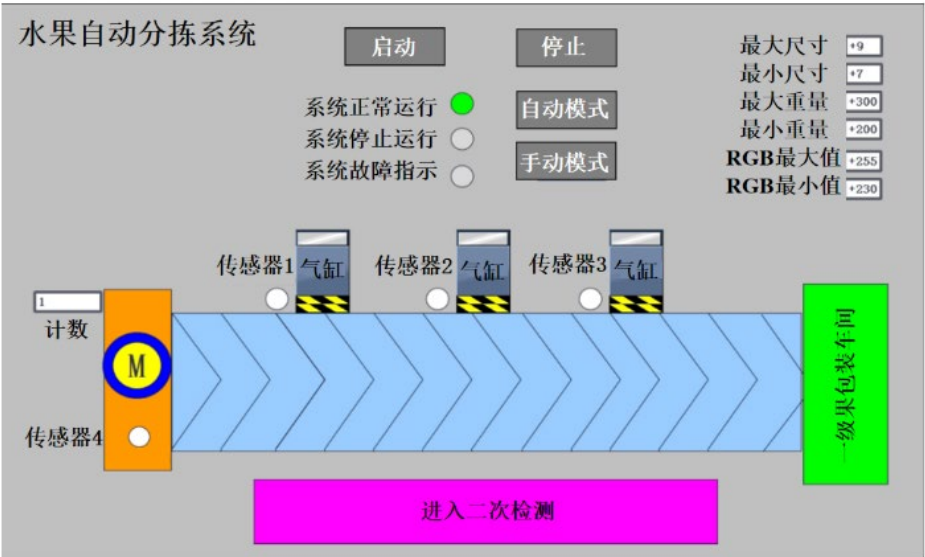 水果自动分拣系统
启动
停止
系统正常运行
系统停止运行
系统故障指示
自动模式
手动模式
最大尺寸 +9
最小尺寸 +7
最大重量 +300
最小重量 +200
RGB最大值 +255
RGB最小值 +230
传感器1
气缸
传感器2
气缸
传感器3
气缸
1
计数
M
传感器4
一级果包装车间
进入二次检测